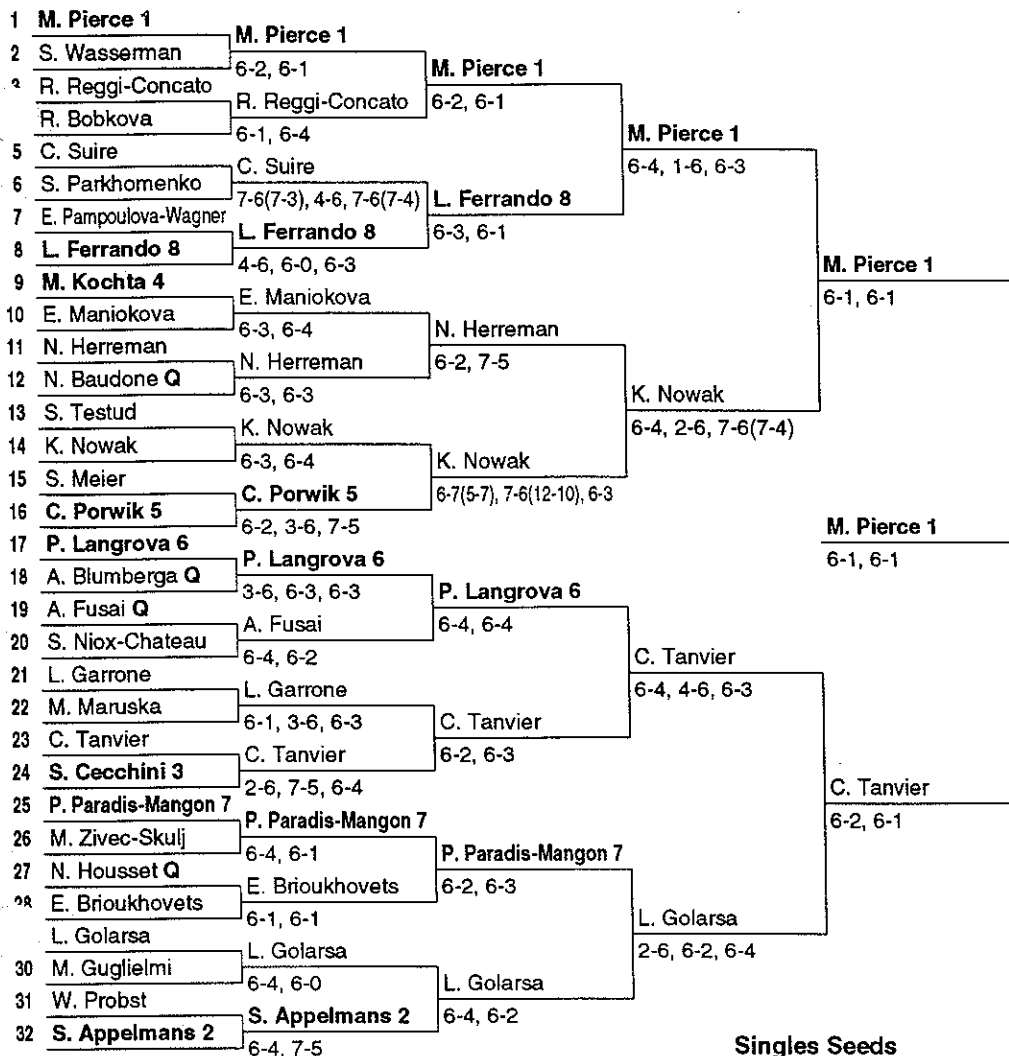 1 M. Pierce 1
2 S. Wasserman
R. Reggi-Concato
R. Bobkova
5 C. Suire
6 S. Parkhomenko
7 E. Pampoulova-Wagner
8 L. Ferrando 8
9 M. Kochta 4
10 E. Maniokova
11 N. Herreman
12 N. Baudone Q
13 S. Testud
14 K. Nowak
15 S. Meier
16 C. Porwik 5
17 P. Langrova 6
18 A. Blumberga Q
19 A. Fusai Q
20 S. Niox-Chateau
21 L. Garrone
22 M. Maruska
23 C. Tanvier
24 S. Cecchini 3
25 P. Paradis-Mangon 7
26 M. Zivec-Skulj
27 N. Housset Q
E. Brioukhovets
L. Golarsa
30 M. Guglielmi
31 W. Probst
32 S. Appelmans 2
M. Pierce 1
6-2, 6-1
R. Reggi-Concato
6-1, 6-4
C. Suire
7-6(7-3), 4-6, 7-6(7-4)
L. Ferrando 8
4-6, 6-0, 6-3
E. Maniokova
6-3, 6-4
N. Herreman
6-3, 6-3
K. Nowak
6-3, 6-4
C. Porwik 5
6-2, 3-6, 7-5
P. Langrova 6
3-6, 6-3, 6-3
A. Fusai
6-4, 6-2
L. Garrone
6-1, 3-6, 6-3
C. Tanvier
2-6, 7-5, 6-4
P. Paradis-Mangon 7
6-4, 6-1
E. Brioukhovets
6-1, 6-1
L. Golarsa
6-4, 6-0
S. Appelmans 2
6-4, 7-5
M. Pierce 1
6-2, 6-1
L. Ferrando 8
6-3, 6-1
N. Herreman
6-2, 7-5
K. Nowak
6-7(5-7), 7-6(12-10), 6-3
P. Langrova 6
6-4, 6-4
C. Tanvier
6-2, 6-3
P. Paradis-Mangon 7
6-2, 6-3
L. Golarsa
6-4, 6-2
M. Pierce 1
6-4, 1-6, 6-3
K. Nowak
6-4, 2-6, 7-6(7-4)
C. Tanvier
6-4, 4-6, 6-3
L. Golarsa
2-6, 6-2, 6-4
M. Pierce 1
6-1, 6-1
C. Tanvier
6-2, 6-1
M. Pierce 1
6-1, 6-1
Singles Seeds